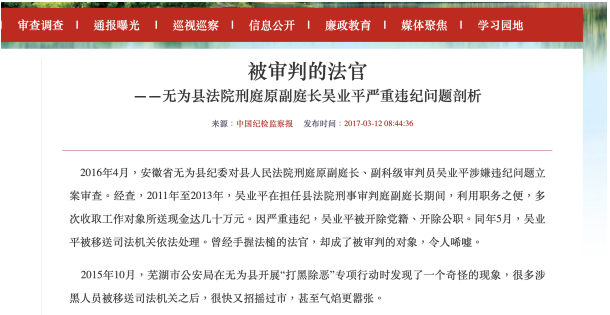 审查调查 | 通报曝光 | 巡视巡察 | 信息公开 | 廉政教育 | 媒体聚焦 | 学习园地
被审判的法官
——无为县法院刑庭原副庭长吴业平严重违纪问题剖析
来源：中国纪检监察报 发布时间：2017-03-12 08:44:36
2016年4月，安徽省无为县纪委对县人民法院刑庭原副庭长、副科级审判员吴业平涉嫌违纪问题立
案审查。经查，2011年至2013年，吴业平在担任县法院刑事审判庭副庭长期间，利用职务之便，多
次收取工作对象所送现金达几十万元。因严重违纪，吴业平被开除党籍、开除公职。同年5月，吴业
平被移送司法机关依法处理。曾经手握法槌的法官，却成了被审判的对象，令人唏嘘。
2015年10月，芜湖市公安局在无为县开展“打黑除恶”专项行动时发现了一个奇怪的现象，很多涉
黑人员被移送司法机关之后，很快又招摇过市，甚至气焰更嚣张。